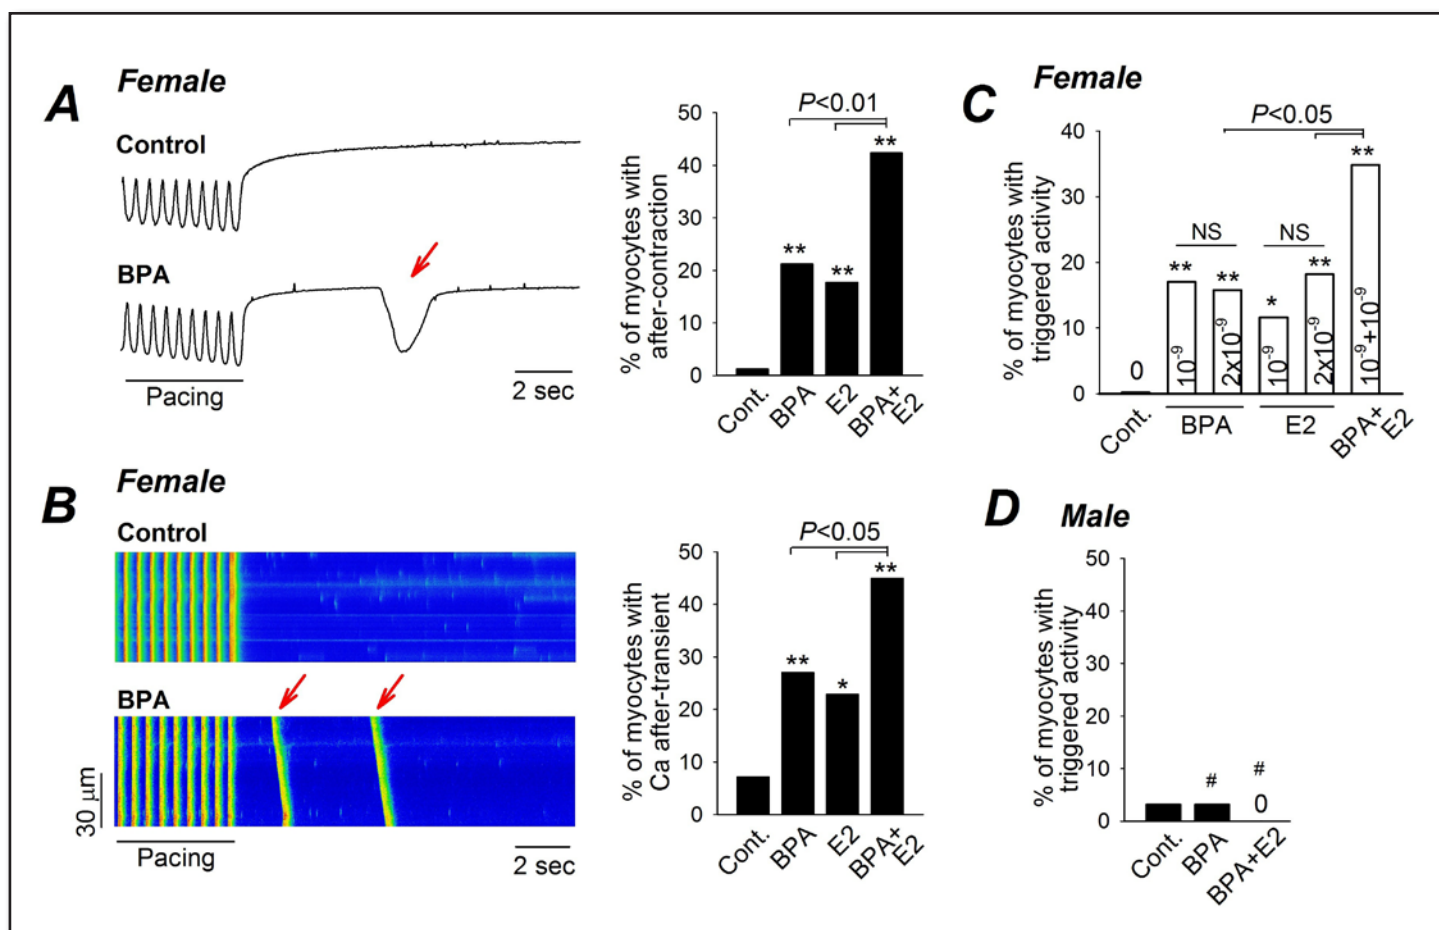 A Female
Control
BPA
Pacing
2 sec
% of myocytes with
after-contraction
50
40
30
20
10
0
P<0.01
**
**
**
Cont.
BPA
E2
BPA+
E2
C Female
% of myocytes with
triggered activity
40
30
20
10
0
P<0.05
NS
NS
0
**
**
*
**
**
10⁻⁹
2x10⁻⁹
10⁻⁹
2x10⁻⁹
10⁻⁹+10⁻⁹
Cont.
BPA
E2
BPA+
E2
B Female
Control
BPA
30 µm
Pacing
2 sec
% of myocytes with
Ca after-transient
50
40
30
20
10
0
P<0.05
**
*
**
Cont.
BPA
E2
BPA+
E2
D Male
% of myocytes with
triggered activity
50
40
30
20
10
0
#
#
0
Cont.
BPA
BPA+E2